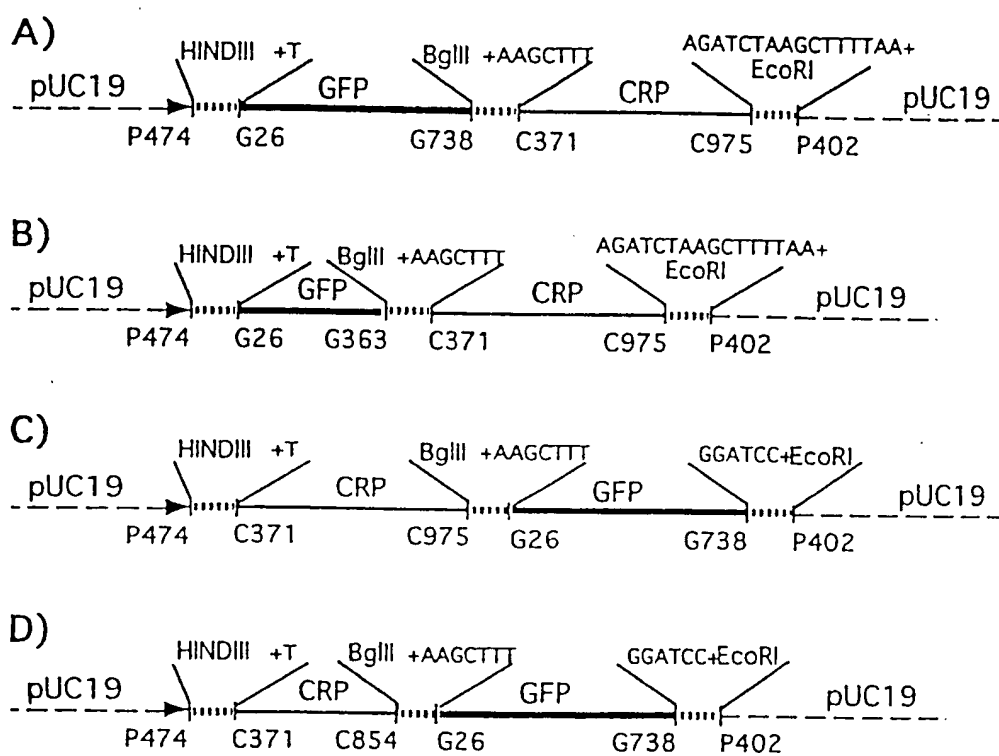 A)
HINDIII +T
BglII +AAGCTTT
AGATCTAAGCTTTTAA+
EcoRI
pUC19
GFP
CRP
pUC19
P474
G26
G738
C371
C975
P402
B)
HINDIII +T
BglII +AAGCTTT
AGATCTAAGCTTTTAA+
EcoRI
pUC19
GFP
CRP
pUC19
P474
G26
G363
C371
C975
P402
C)
HINDIII +T
BglII +AAGCTTT
GGATCC+EcoRI
pUC19
CRP
GFP
pUC19
P474
C371
C975
G26
G738
P402
D)
HINDIII +T
BglII +AAGCTTT
GGATCC+EcoRI
pUC19
CRP
GFP
pUC19
P474
C371
C854
G26
G738
P402